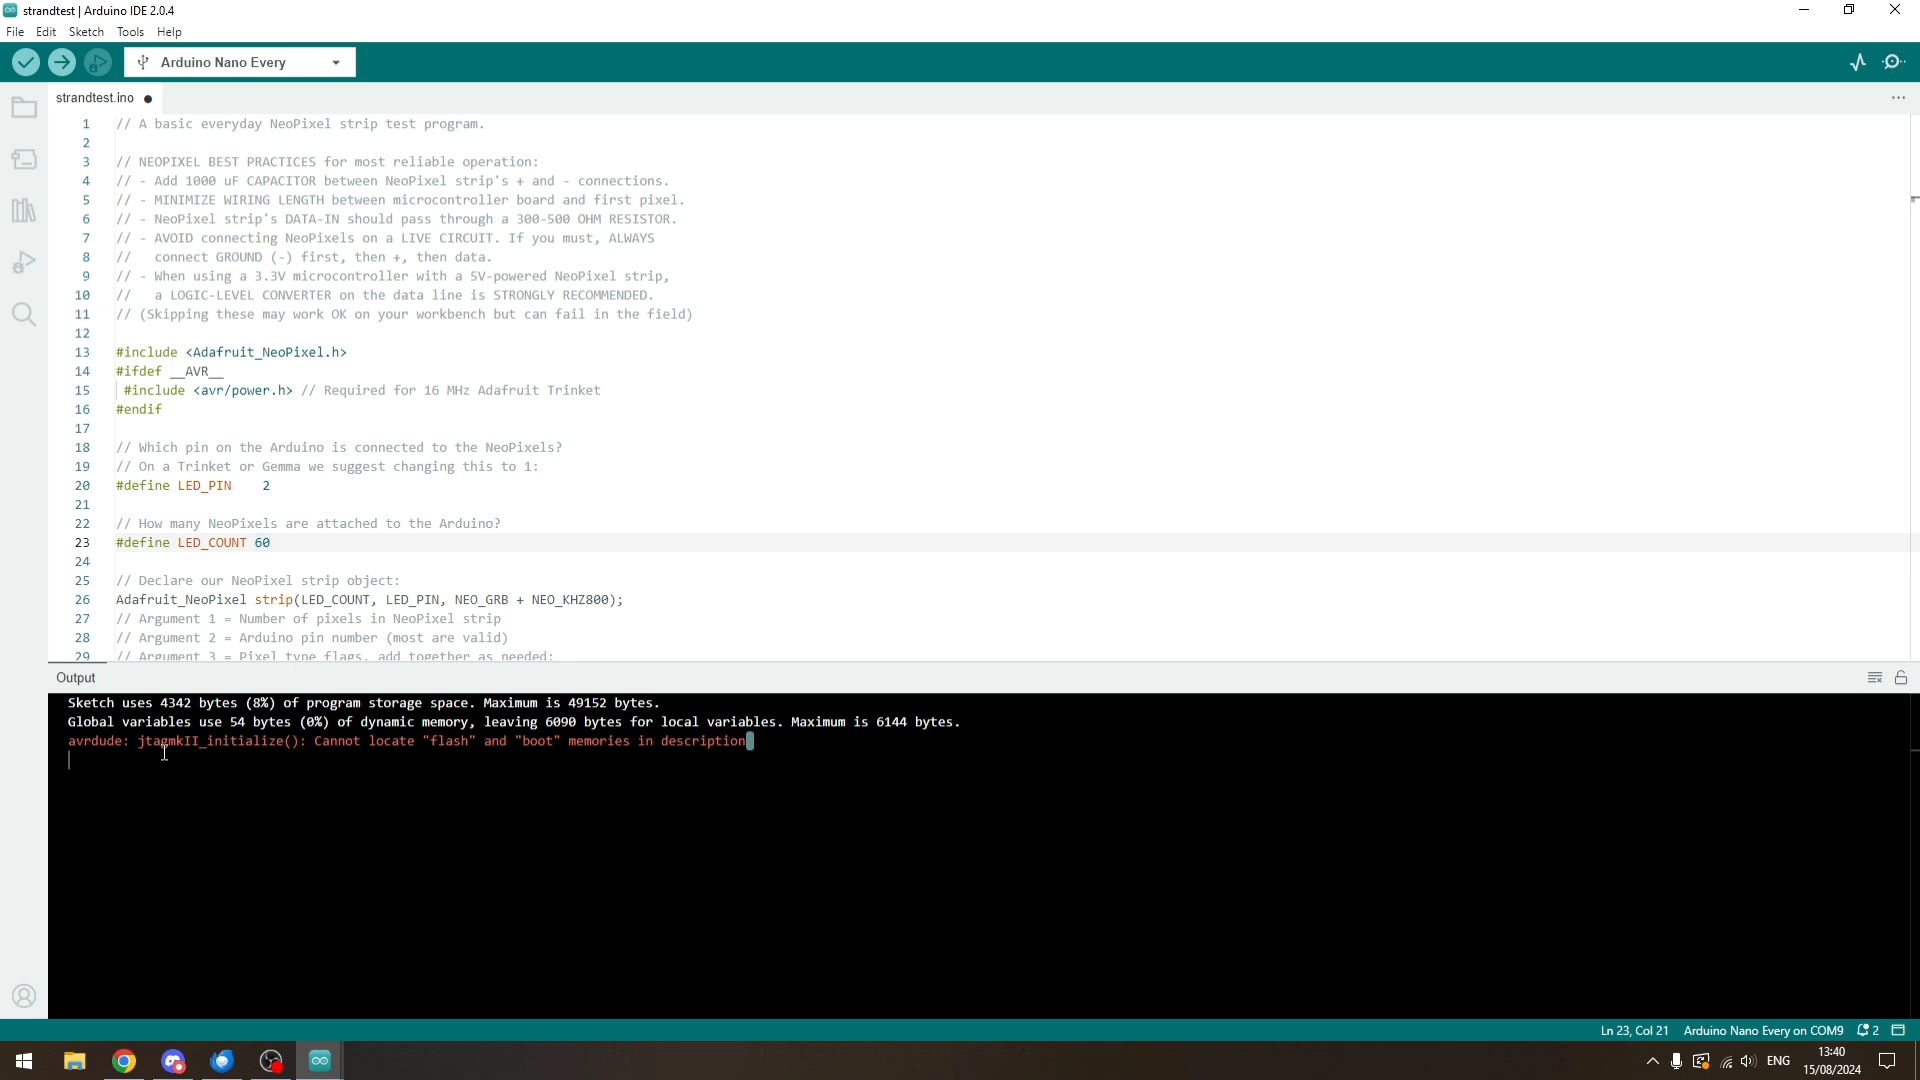 strandtest | Arduino IDE 2.0.4
File Edit Sketch Tools Help
Arduino Nano Every
strandtest.ino
1 // A basic everyday NeoPixel strip test program.
2
3 // NEOPIXEL BEST PRACTICES for most reliable operation:
4 // - Add 1000 uF CAPACITOR between NeoPixel strip's + and - connections.
5 // - MINIMIZE WIRING LENGTH between microcontroller board and first pixel.
6 // - NeoPixel strip's DATA-IN should pass through a 300-500 OHM RESISTOR.
7 // - AVOID connecting NeoPixels on a LIVE CIRCUIT. If you must, ALWAYS
8 //   connect GROUND (-) first, then +, then data.
9 // - When using a 3.3V microcontroller with a 5V-powered NeoPixel strip,
10 //   a LOGIC-LEVEL CONVERTER on the data line is STRONGLY RECOMMENDED.
11 // (Skipping these may work OK on your workbench but can fail in the field)
12
13 #include <Adafruit_NeoPixel.h>
14 #ifdef __AVR__
15  #include <avr/power.h> // Required for 16 MHz Adafruit Trinket
16 #endif
17
18 // Which pin on the Arduino is connected to the NeoPixels?
19 // On a Trinket or Gemma we suggest changing this to 1:
20 #define LED_PIN    2
21
22 // How many NeoPixels are attached to the Arduino?
23 #define LED_COUNT 60
24
25 // Declare our NeoPixel strip object:
26 Adafruit_NeoPixel strip(LED_COUNT, LED_PIN, NEO_GRB + NEO_KHZ800);
27 // Argument 1 = Number of pixels in NeoPixel strip
28 // Argument 2 = Arduino pin number (most are valid)
29 // Argument 3 = Pixel type flags, add together as needed:
Output
Sketch uses 4342 bytes (8%) of program storage space. Maximum is 49152 bytes.
Global variables use 54 bytes (0%) of dynamic memory, leaving 6090 bytes for local variables. Maximum is 6144 bytes.
avrdude: jtagmkII_initialize(): Cannot locate "flash" and "boot" memories in description
Ln 23, Col 21 Arduino Nano Every on COM9 2
ENG 13:40
15/08/2024